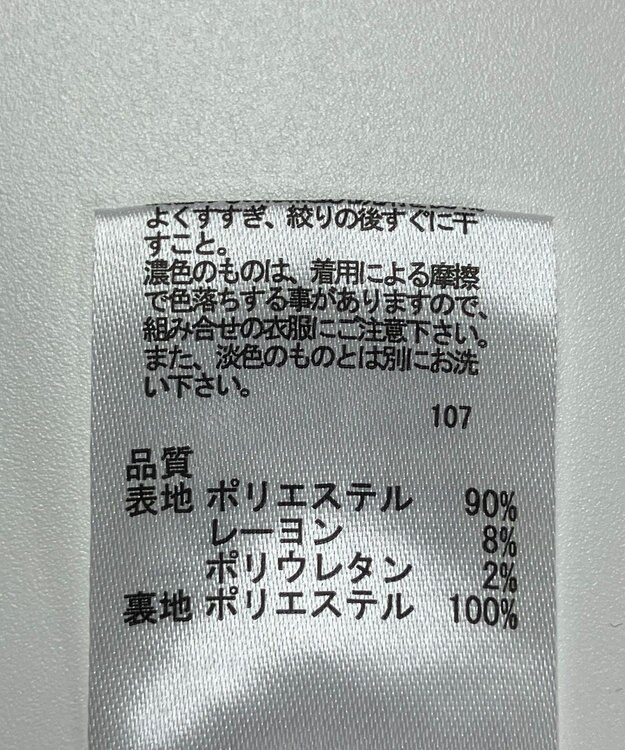 よくすすぎ、絞りの後すぐに干
すこと。
濃色のものは、着用による摩擦
で色落ちする事がありますので、
組み合せの衣服にご注意下さい。
また、淡色のものとは別にお洗
い下さい。
107
品質
表地 ポリエステル 90%
レーヨン 8%
ポリウレタン 2%
裏地 ポリエステル 100%